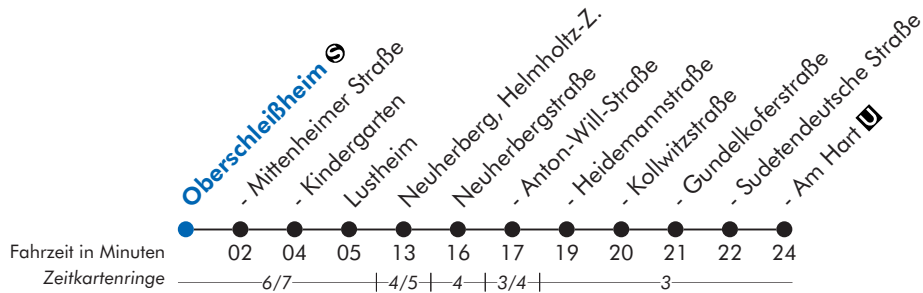 Oberschleißheim S
- Mittenheimer Straße
- Kindergarten
Lustheim
Neuherberg, Helmholtz-Z.
Neuherbergstraße
- Anton-Will-Straße
- Heidemannstraße
- Kollwitzstraße
- Gundelkoferstraße
- Sudetendeutsche Straße
- Am Hart U
Fahrzeit in Minuten 02 04 05 13 16 17 19 20 21 22 24
Zeitkartenringe 6/7 4/5 4 3/4 3